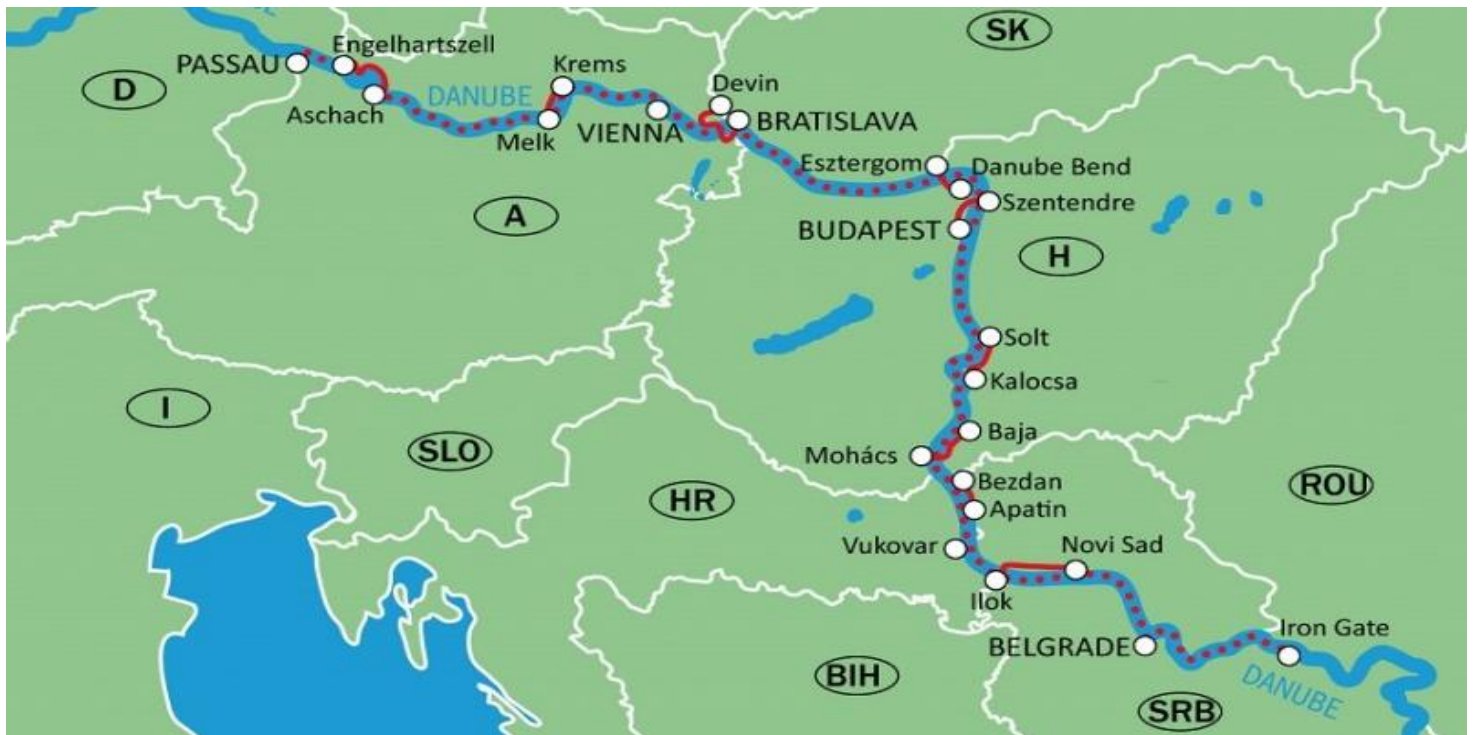 UBE
SK
PASSAU
Engelhartszell
Krems
Devin
D
DANUBE
Aschach
Melk
VIENNA
BRATISLAVA
Esztergom
Danube Bend
Szentendre
A
BUDAPEST
H
Solt
Kalocsa
I
SLO
Baja
Mohács
HR
Bezdan
Apatin
ROU
Vukovar
Novi Sad
Ilok
BELGRADE
Iron Gate
BIH
DANUBE
SRB